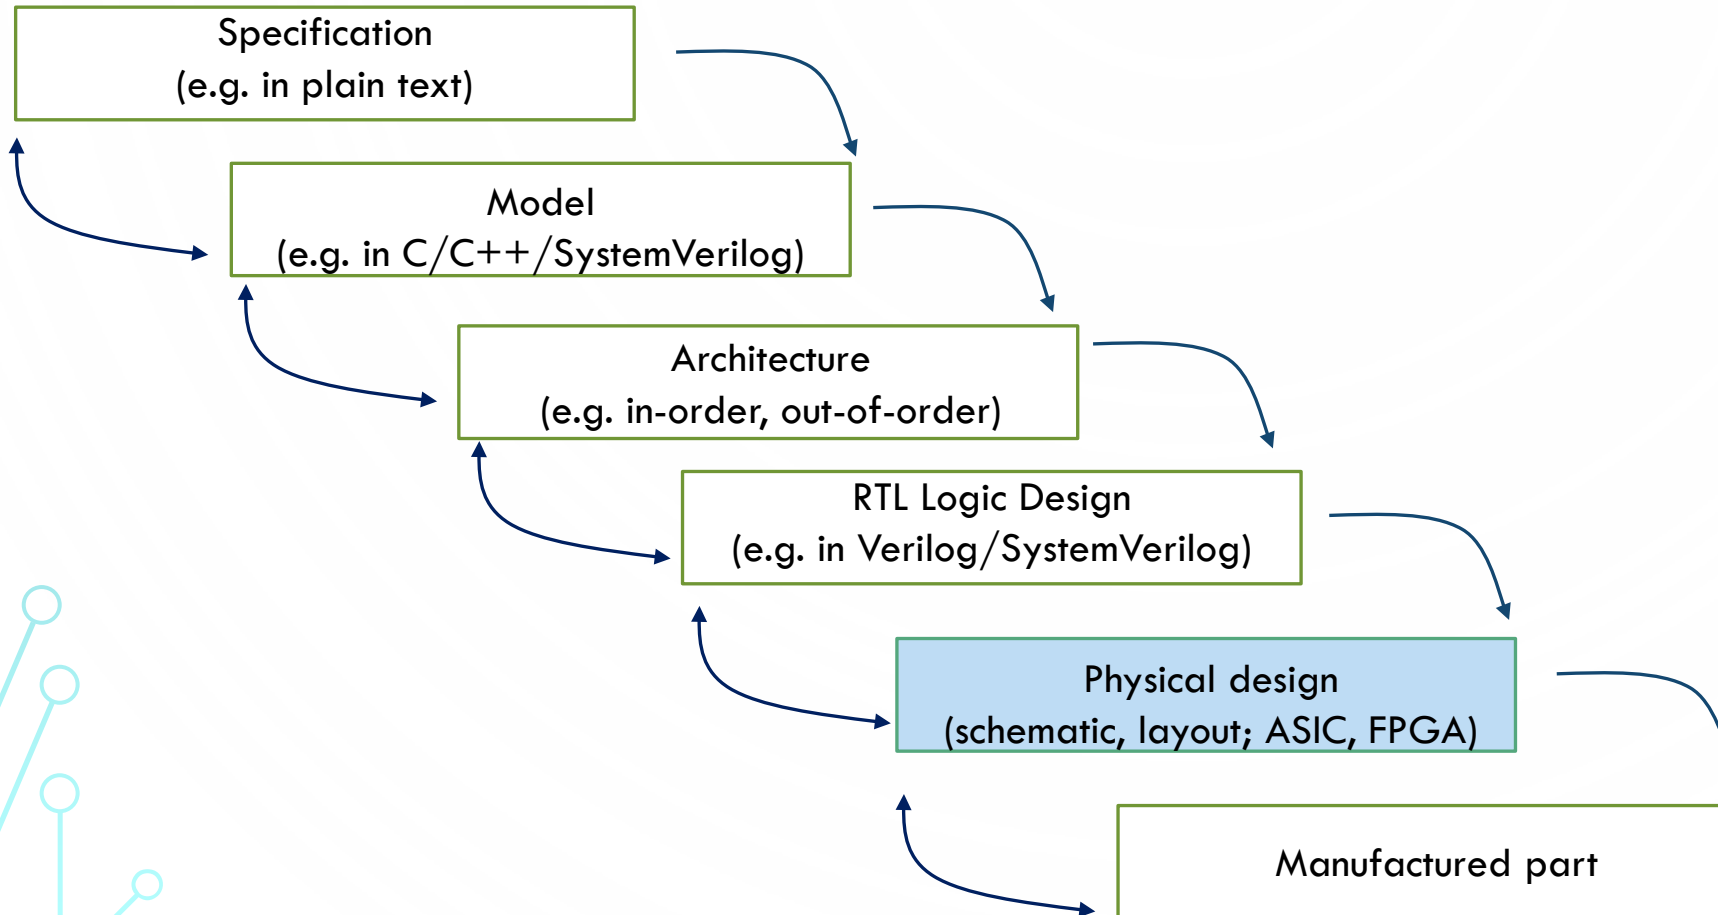 Specification
(e.g. in plain text)
Model
(e.g. in C/C++/SystemVerilog)
Architecture
(e.g. in-order, out-of-order)
RTL Logic Design
(e.g. in Verilog/SystemVerilog)
Physical design
(schematic, layout; ASIC, FPGA)
Manufactured part